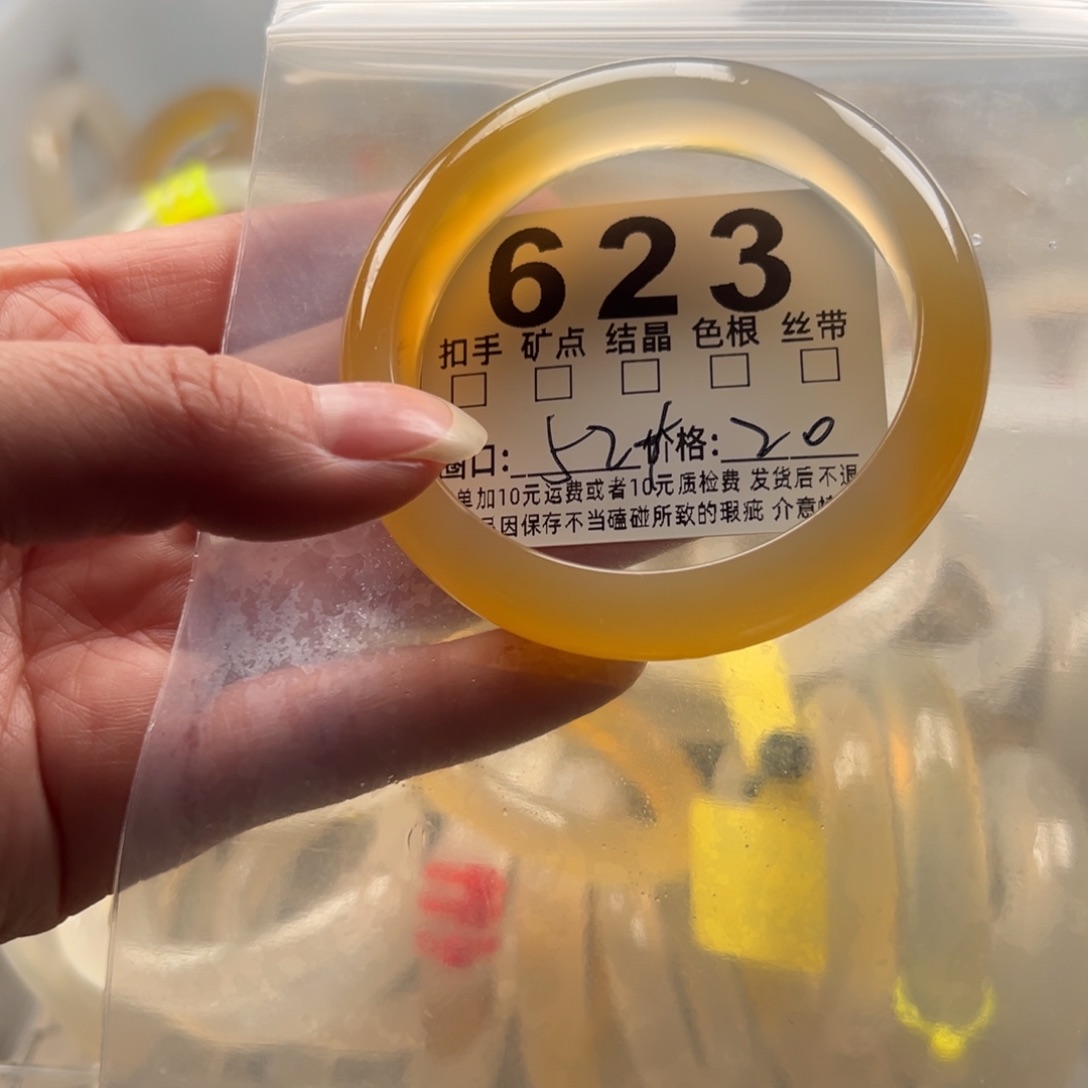 623
扣手 矿点 结晶 色根 丝带
圈口: 52+ 价格: 20
单加10元运费或者10元质检费 发货后不退
因保存不当磕碰所致的瑕疵 介意